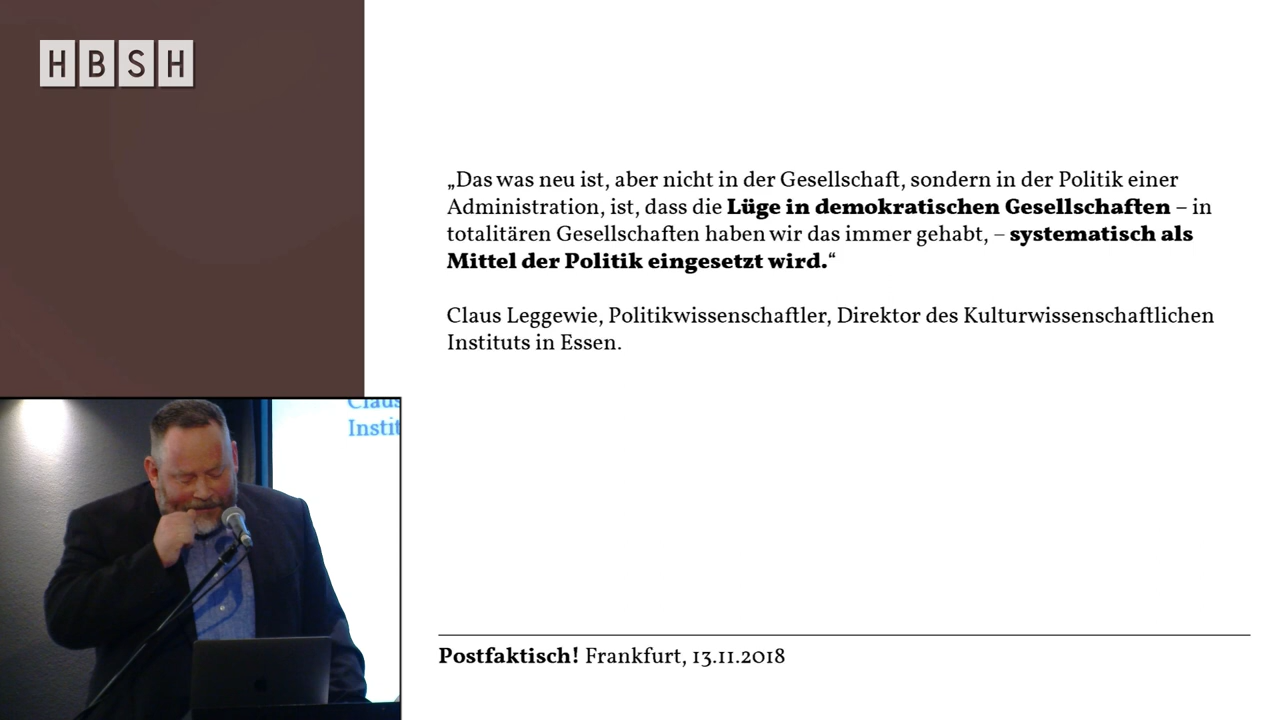 HBSH
„Das was neu ist, aber nicht in der Gesellschaft, sondern in der Politik einer
Administration, ist, dass die Lüge in demokratischen Gesellschaften – in
totalitären Gesellschaften haben wir das immer gehabt, – systematisch als
Mittel der Politik eingesetzt wird.“
Claus Leggewie, Politikwissenschaftler, Direktor des Kulturwissenschaftlichen
Instituts in Essen.
Claus
Instit
Postfaktisch! Frankfurt, 13.11.2018